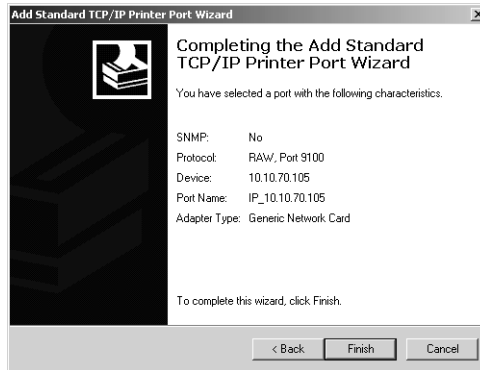 Add Standard TCP/IP Printer Port Wizard
Completing the Add Standard
TCP/IP Printer Port Wizard
You have selected a port with the following characteristics.
SNMP: No
Protocol: RAW, Port 9100
Device: 10.10.70.105
Port Name: IP_10.10.70.105
Adapter Type: Generic Network Card
To complete this wizard, click Finish.
< Back Finish Cancel